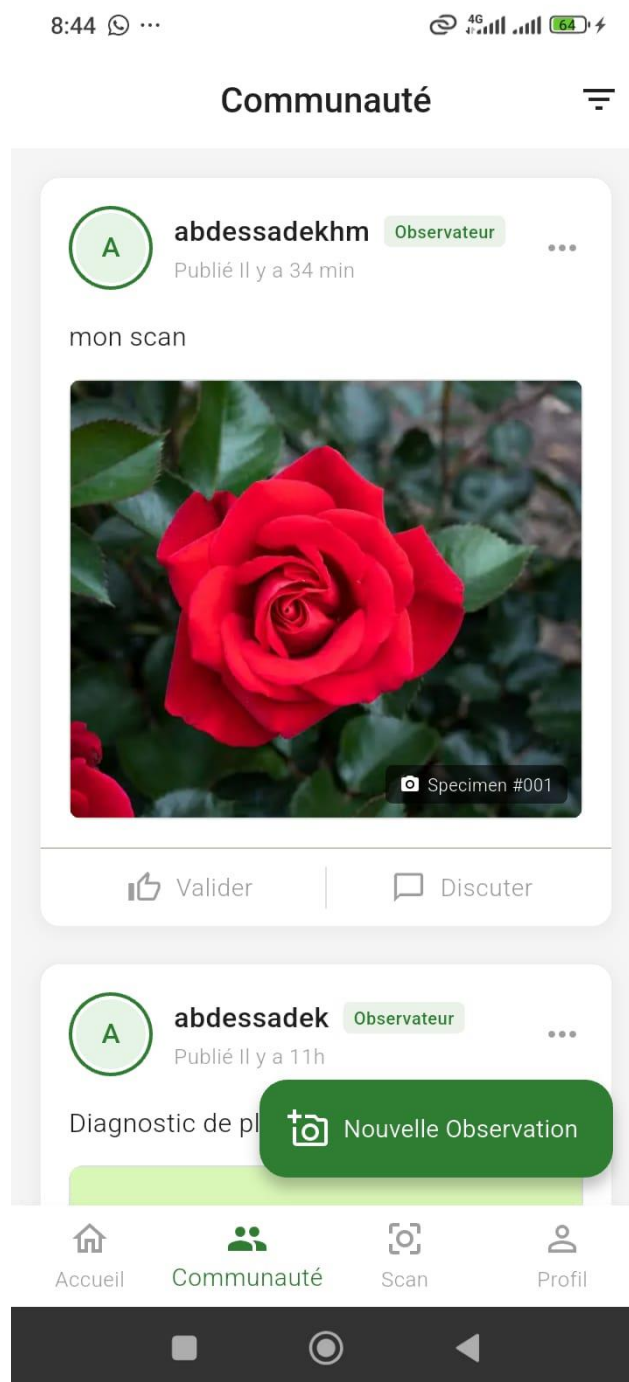 8:44
4G
64
Communauté
A
abdessadekhm Observateur
Publié Il y a 34 min
mon scan
Specimen #001
Valider
Discuter
A
abdessadek Observateur
Publié Il y a 11h
Diagnostic de pl
Nouvelle Observation
Accueil
Communauté
Scan
Profil